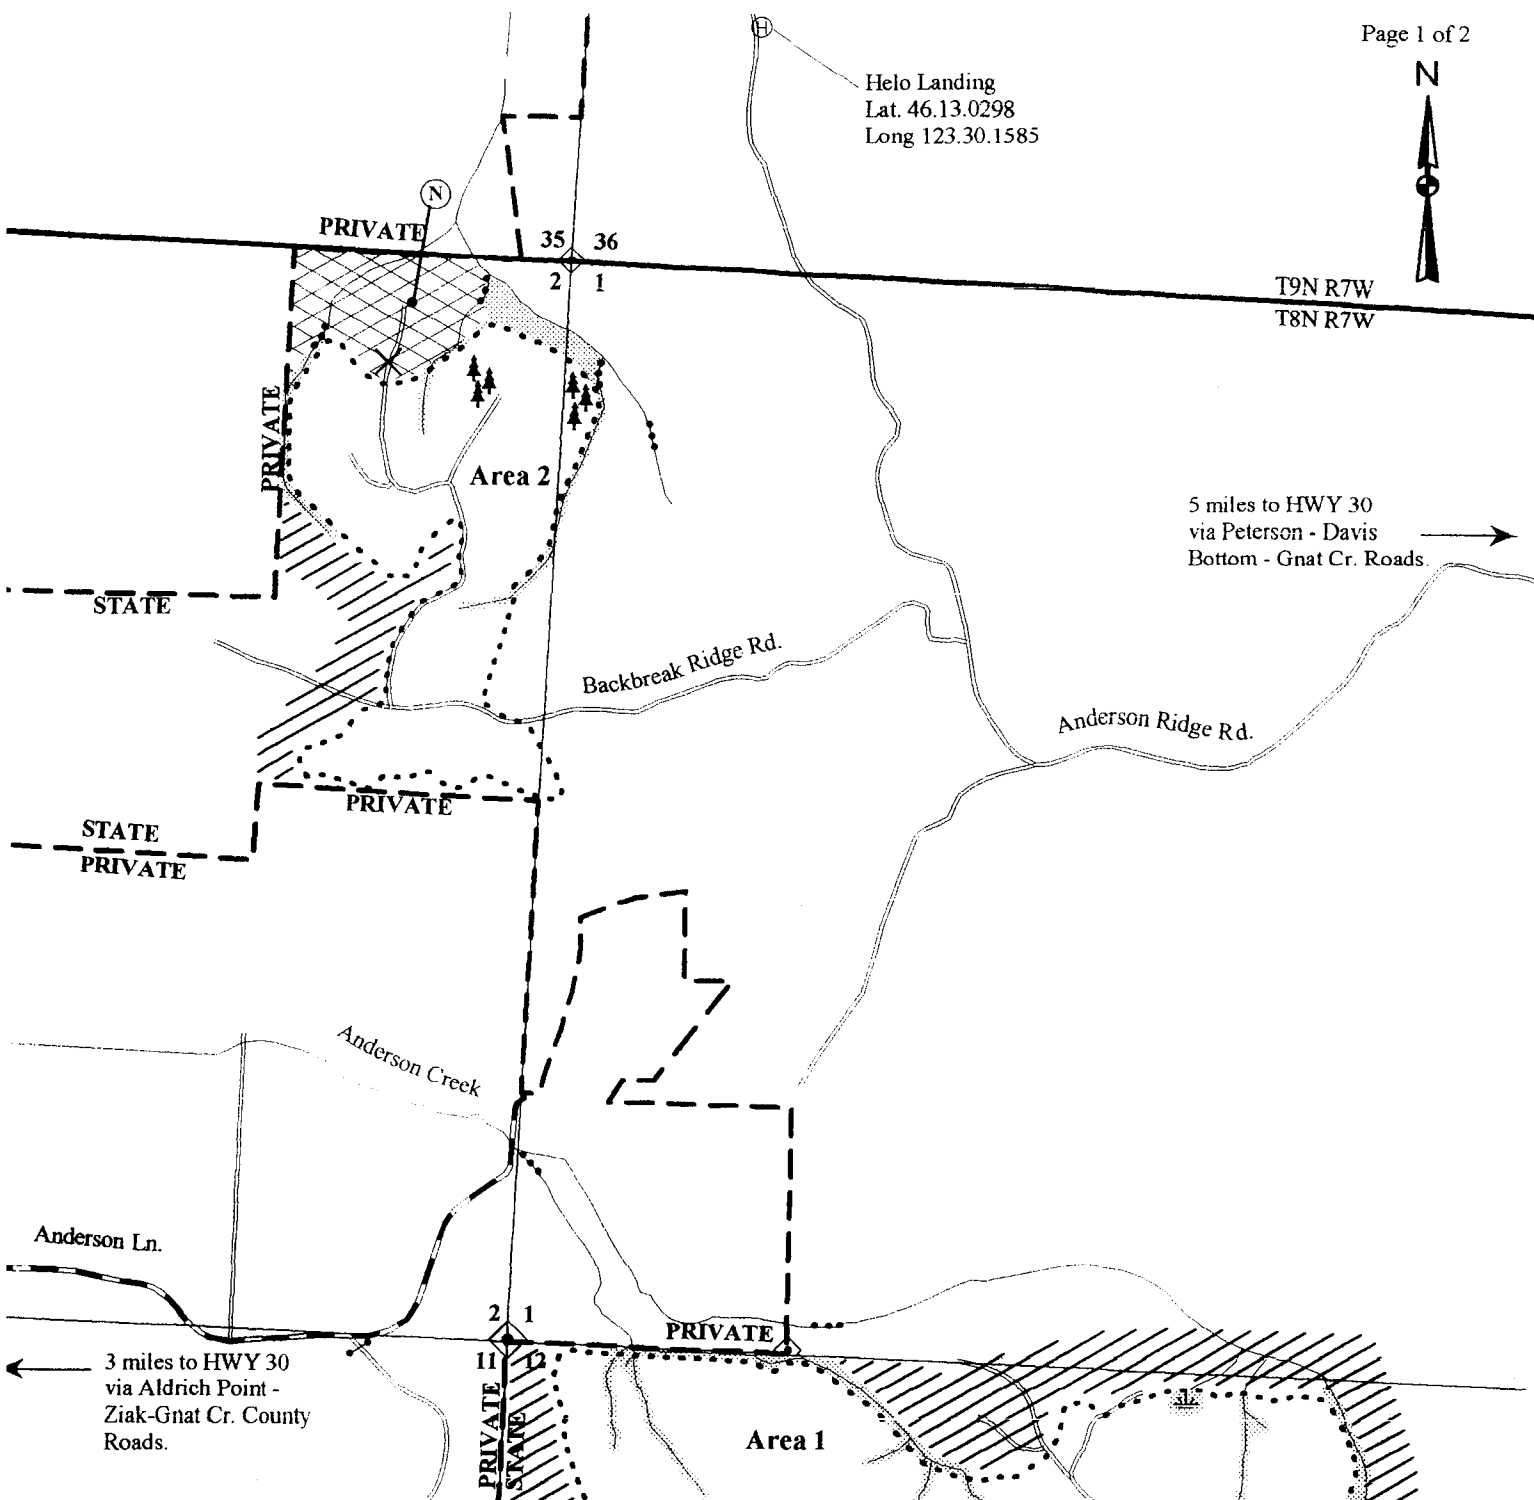 Page 1 of 2
N
H
Helo Landing
Lat. 46.13.0298
Long 123.30.1585
N
PRIVATE
35 36
2 1
T9N R7W
T8N R7W
PRIVATE
Area 2
5 miles to HWY 30
via Peterson - Davis
Bottom - Gnat Cr. Roads.
STATE
Backbreak Ridge Rd.
Anderson Ridge Rd.
PRIVATE
STATE
PRIVATE
Anderson Creek
Anderson Ln.
2 1
11 12
PRIVATE
3 miles to HWY 30
via Aldrich Point -
Ziak-Gnat Cr. County
Roads.
PRIVATE
STATE
Area 1